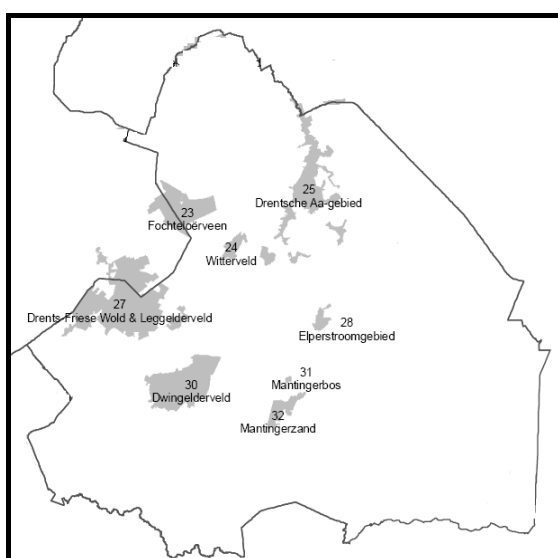 25
Drentsche Aa-gebied
23
Fochteloërveen
24
Witterveld
27
Drents-Friese Wold & Leggelderveld
28
Elperstroomgebied
31
Mantingerbos
30
Dwingelderveld
32
Mantingerzand